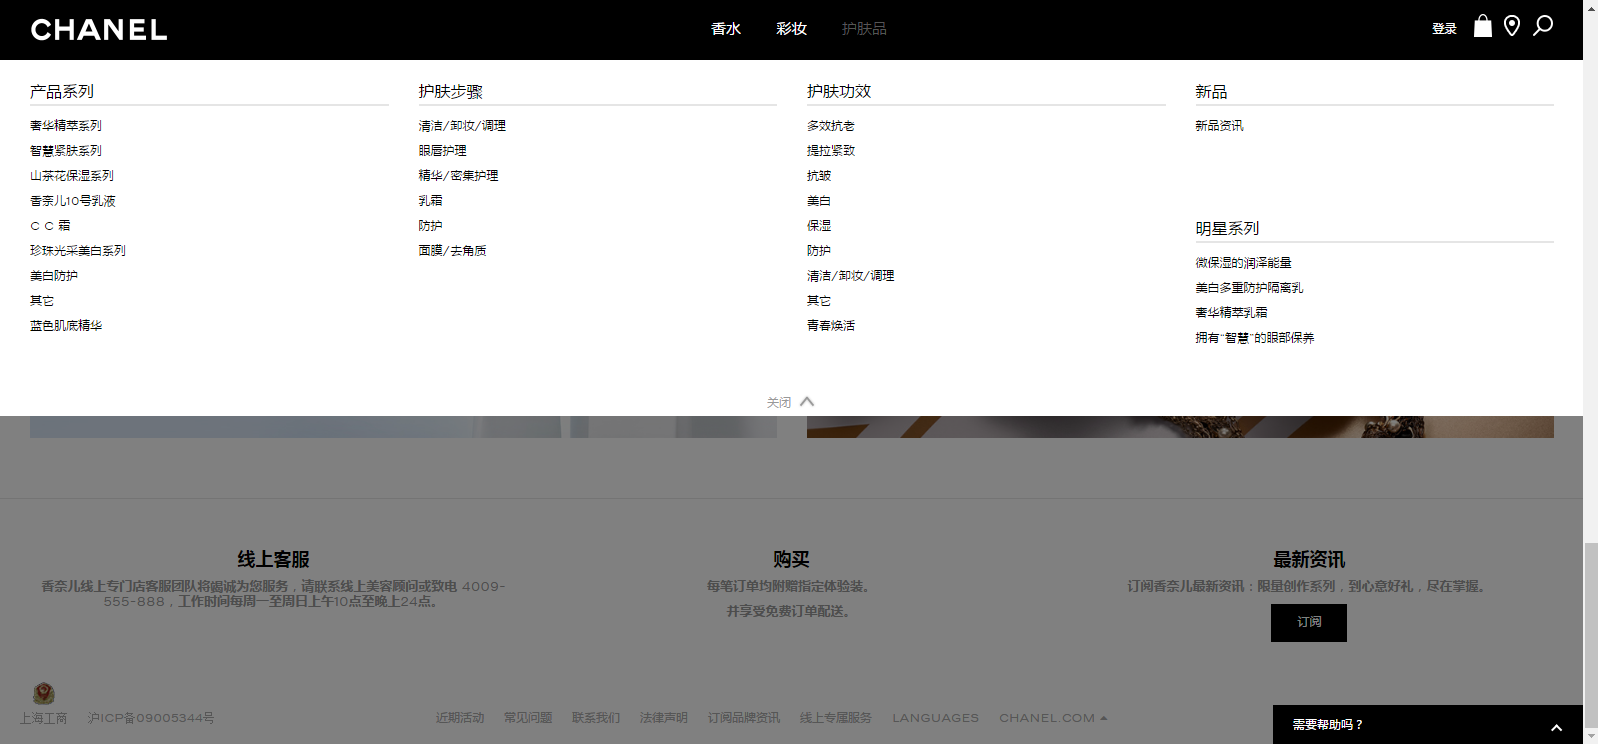 CHANEL
香水 彩妆 护肤品
登录
产品系列
奢华精萃系列
智慧紧肤系列
山茶花保湿系列
香奈儿10号乳液
C C 霜
珍珠光采美白系列
美白防护
其它
蓝色肌底精华
护肤步骤
清洁/卸妆/调理
眼唇护理
精华/密集护理
乳霜
防护
面膜/去角质
护肤功效
多效抗老
提拉紧致
抗皱
美白
保湿
防护
清洁/卸妆/调理
其它
青春焕活
新品
新品资讯
明星系列
微保湿的润泽能量
美白多重防护隔离乳
奢华精萃乳霜
拥有“智慧”的眼部保养
关闭
线上客服
香奈儿线上专门店客服团队将竭诚为您服务，请联系线上美容顾问或致电 4009-
555-888，工作时间每周一至周日上午10点至晚上24点。
购买
每笔订单均附赠指定体验装。
并享受免费订单配送。
最新资讯
订阅香奈儿最新资讯：限量创作系列，到心意好礼，尽在掌握。
订阅
上海工商 沪ICP备09005344号
近期活动 常见问题 联系我们 法律声明 订阅品牌资讯 线上专属服务 LANGUAGES CHANEL.COM
需要帮助吗？